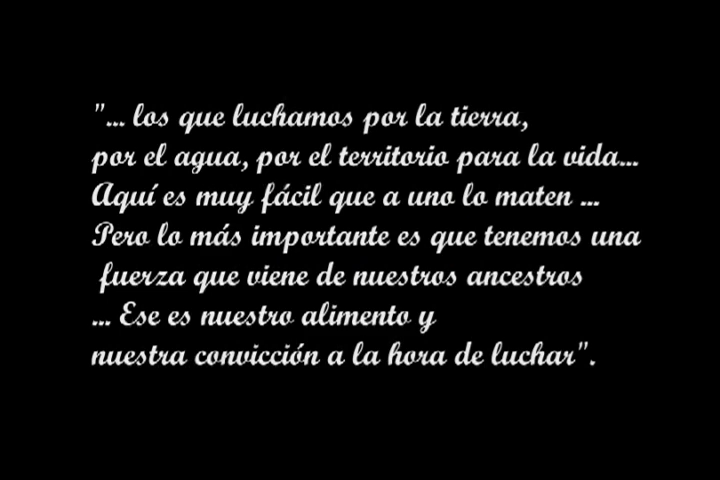 "... los que luchamos por la tierra,
por el agua, por el territorio para la vida...
Aquí es muy fácil que a uno lo maten ...
Pero lo más importante es que tenemos una
fuerza que viene de nuestros ancestros
... Ese es nuestro alimento y
nuestra convicción a la hora de luchar".